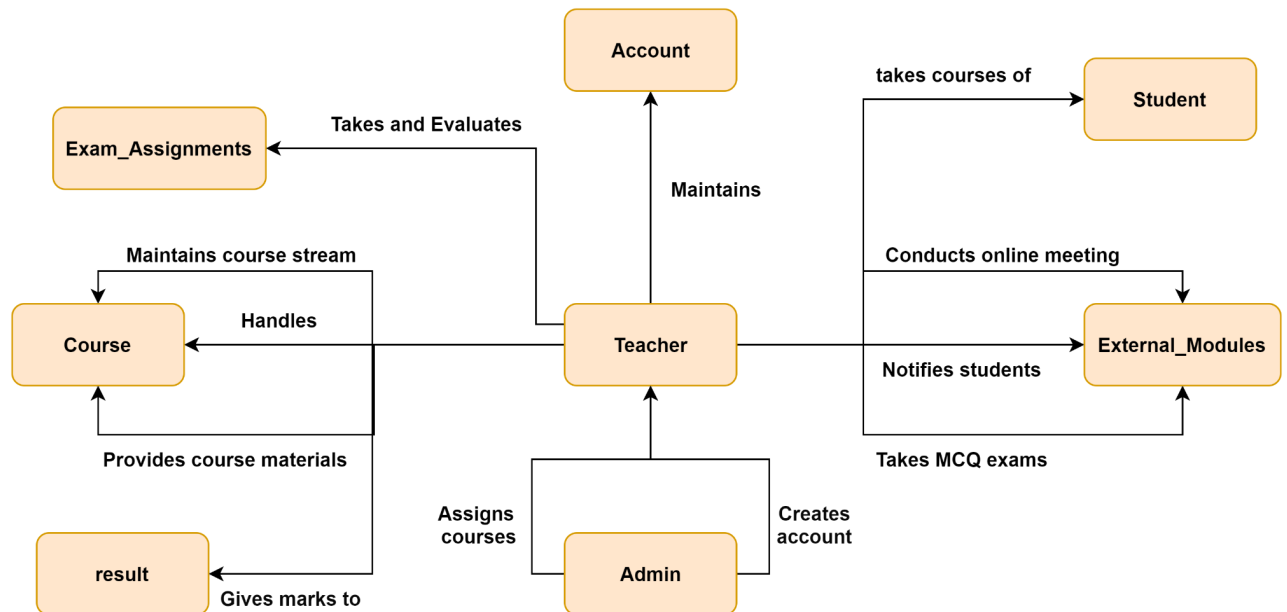 Account
takes courses of
Student
Takes and Evaluates
Exam_Assignments
Maintains
Maintains course stream
Conducts online meeting
Handles
Course
Teacher
External_Modules
Notifies students
Provides course materials
Takes MCQ exams
Assigns
courses
Creates
account
result
Admin
Gives marks to